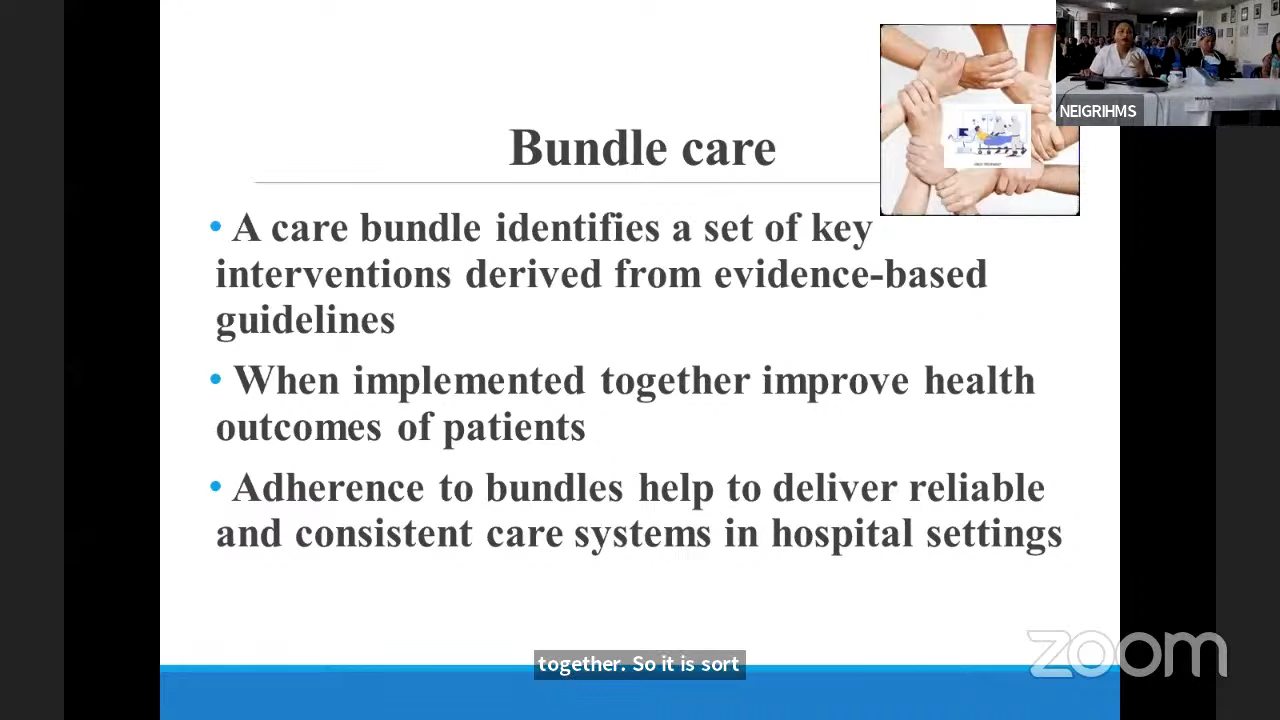 NEIGRIHMS
Bundle care
• A care bundle identifies a set of key
interventions derived from evidence-based
guidelines
• When implemented together improve health
outcomes of patients
• Adherence to bundles help to deliver reliable
and consistent care systems in hospital settings
together. So it is sort
zoom